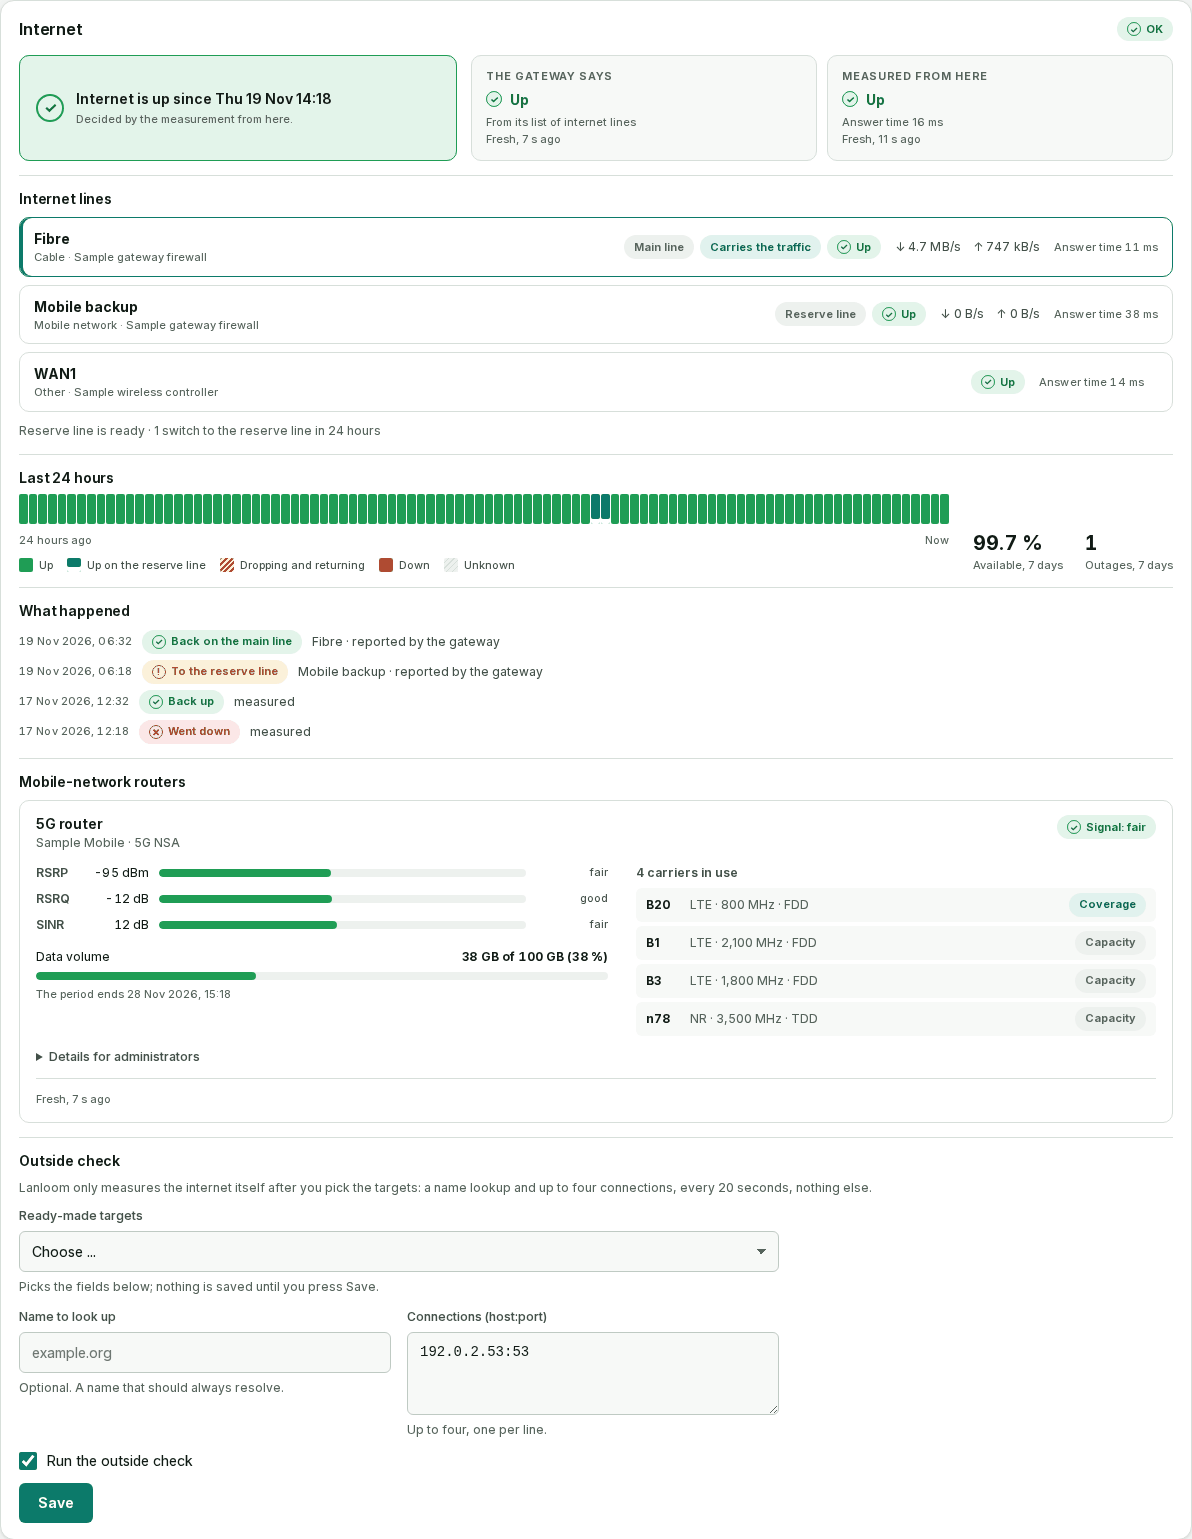 Internet
OK
Internet is up since Thu 19 Nov 14:18
Decided by the measurement from here.
THE GATEWAY SAYS
Up
From its list of internet lines
Fresh, 7 s ago
MEASURED FROM HERE
Up
Answer time 16 ms
Fresh, 11 s ago
Internet lines
Fibre
Cable · Sample gateway firewall
Main line
Carries the traffic
Up
↓ 4.7 MB/s ↑ 747 kB/s
Answer time 11 ms
Mobile backup
Mobile network · Sample gateway firewall
Reserve line
Up
↓ 0 B/s ↑ 0 B/s
Answer time 38 ms
WAN1
Other · Sample wireless controller
Up
Answer time 14 ms
Reserve line is ready · 1 switch to the reserve line in 24 hours
Last 24 hours
24 hours ago
Now
Up
Up on the reserve line
Dropping and returning
Down
Unknown
99.7 %
Available, 7 days
1
Outages, 7 days
What happened
19 Nov 2026, 06:32 Back on the main line Fibre · reported by the gateway
19 Nov 2026, 06:18 To the reserve line Mobile backup · reported by the gateway
17 Nov 2026, 12:32 Back up measured
17 Nov 2026, 12:18 Went down measured
Mobile-network routers
5G router
Sample Mobile · 5G NSA
Signal: fair
RSRP -95 dBm fair
RSRQ -12 dB good
SINR 12 dB fair
Data volume 38 GB of 100 GB (38 %)
The period ends 28 Nov 2026, 15:18
4 carriers in use
B20 LTE · 800 MHz · FDD Coverage
B1 LTE · 2,100 MHz · FDD Capacity
B3 LTE · 1,800 MHz · FDD Capacity
n78 NR · 3,500 MHz · TDD Capacity
Details for administrators
Fresh, 7 s ago
Outside check
Lanloom only measures the internet itself after you pick the targets: a name lookup and up to four connections, every 20 seconds, nothing else.
Ready-made targets
Choose ...
Picks the fields below; nothing is saved until you press Save.
Name to look up
example.org
Optional. A name that should always resolve.
Connections (host:port)
192.0.2.53:53
Up to four, one per line.
Run the outside check
Save